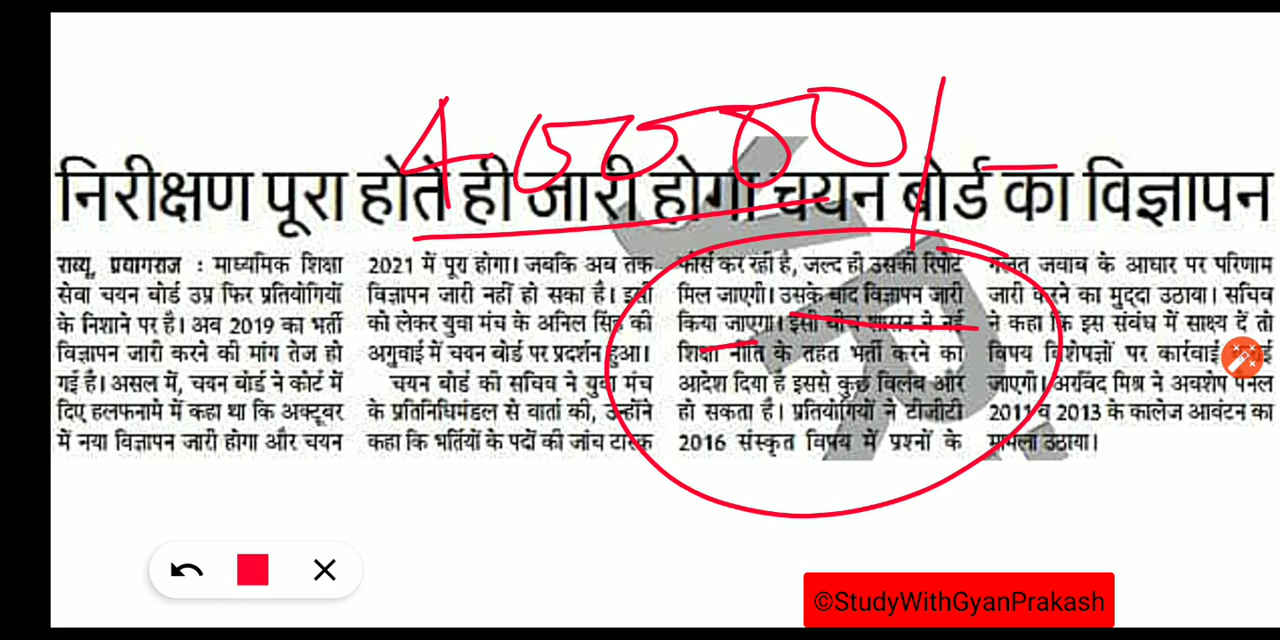 निरीक्षण पूरा होते ही जारी होगा चयन बोर्ड का विज्ञापन
राब्यू, प्रयागराज : माध्यमिक शिक्षा
सेवा चयन बोर्ड उप्र फिर प्रतियोगियों
के निशाने पर है। अब 2019 का भर्ती
विज्ञापन जारी करने की मांग तेज हो
गई है। असल में, चयन बोर्ड ने कोर्ट में
दिए हलफनामे में कहा था कि अक्टूबर
में नया विज्ञापन जारी होगा और चयन
2021 में पूरा होगा। जबकि अब तक
विज्ञापन जारी नहीं हो सका है। इसी
को लेकर युवा मंच के अनिल सिंह की
अगुवाई में चयन बोर्ड पर प्रदर्शन हुआ।
चयन बोर्ड की सचिव ने युवा मंच
के प्रतिनिधिमंडल से वार्ता की, उन्होंने
कहा कि भर्तियों के पदों की जांच टास्क
फोर्स कर रही है, जल्द ही उसकी रिपोर्ट
मिल जाएगी। उसके बाद विज्ञापन जारी
किया जाएगा। इसी बीच शासन ने नई
शिक्षा नीति के तहत भर्ती करने का
आदेश दिया है इससे कुछ विलंब और
हो सकता है। प्रतियोगियों ने टीजीटी
2016 संस्कृत विषय में प्रश्नों के
गलत जवाब के आधार पर परिणाम
जारी करने का मुद्दा उठाया। सचिव
ने कहा कि इस संबंध में साक्ष्य दें तो
विषय विशेषज्ञों पर कार्रवाई
जाएगी। अरविंद मिश्र ने अवशेष पैनल
2011 व 2013 के कालेज आवंटन का
मामला उठाया।
©StudyWithGyanPrakash